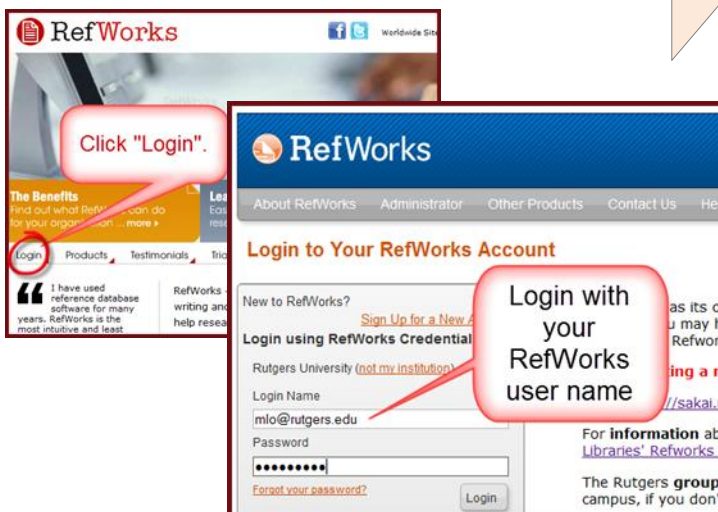 RefWorks
Worldwide Site
Click "Login".
The Benefits
Find out what RefWorks can do
for your organisation ... more
Login Products Testimonials
I have used
reference database
software for many
years. RefWorks is the
most intuitive and least
RefWorks
writing and
help resea
RefWorks
About RefWorks Administrator Other Products Contact Us He
Login to Your RefWorks Account
New to RefWorks?
Sign Up for a New A
Login using RefWorks Credential
Rutgers University (not my institution)
Login Name
mlo@rutgers.edu
Password
Forgot your password?
Login
Login with
your
RefWorks
user name
as its
may h
Refwor
ing a
//sakai.
For information ab
Libraries' Refworks
The Rutgers group
campus, if you don'